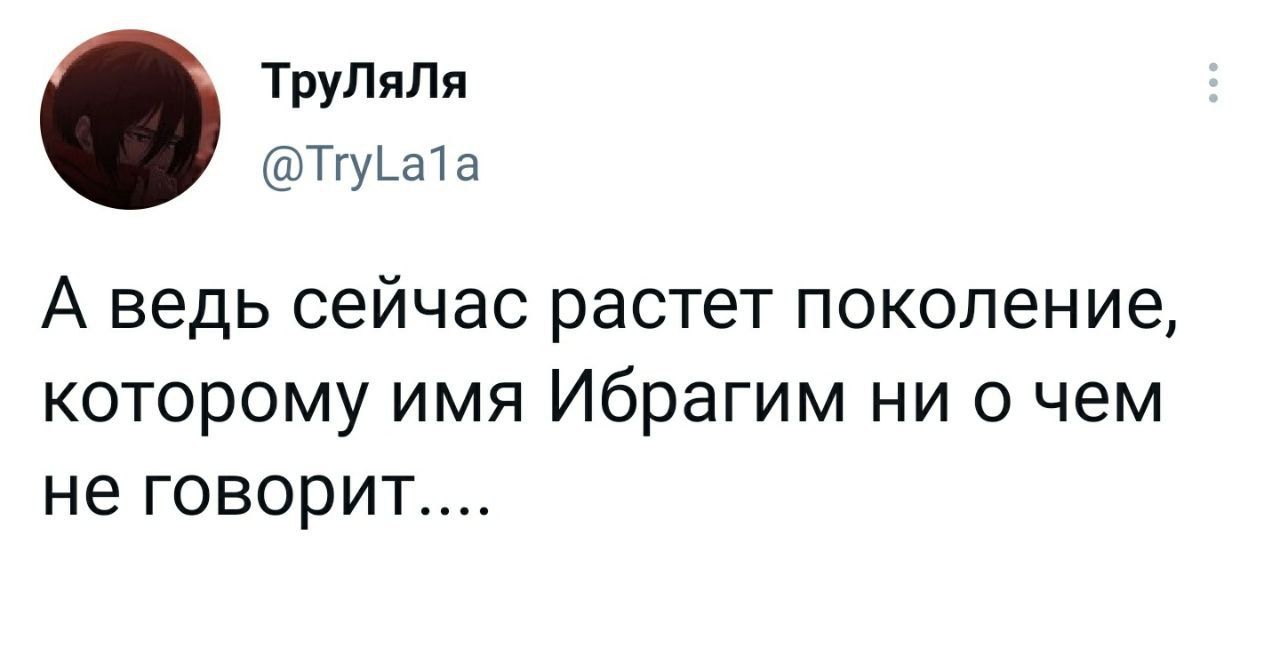 ТруЛяЛя
@TryLa1a
А ведь сейчас растет поколение,
которому имя Ибрагим ни о чем
не говорит....